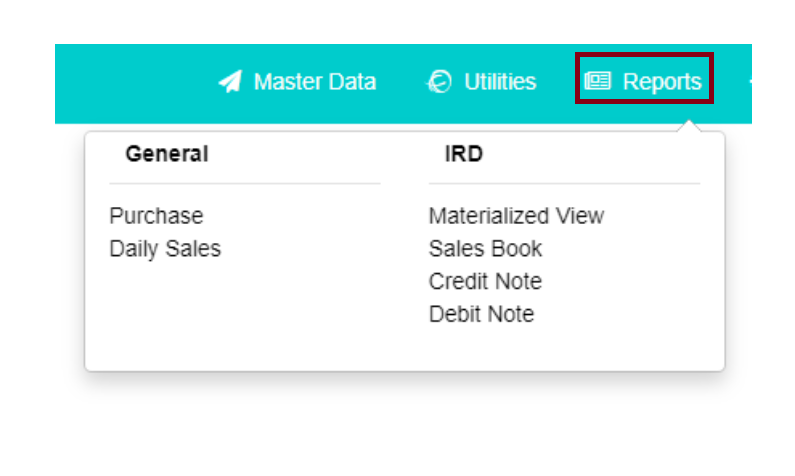 Master Data Utilities Reports
General
Purchase
Daily Sales
IRD
Materialized View
Sales Book
Credit Note
Debit Note